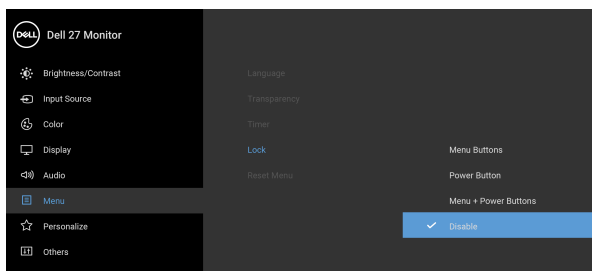 DELL Dell 27 Monitor
Brightness/Contrast
Input Source
Color
Display
Audio
Menu
Personalize
Others
Language
Transparency
Timer
Lock
Reset Menu
Menu Buttons
Power Button
Menu + Power Buttons
Disable